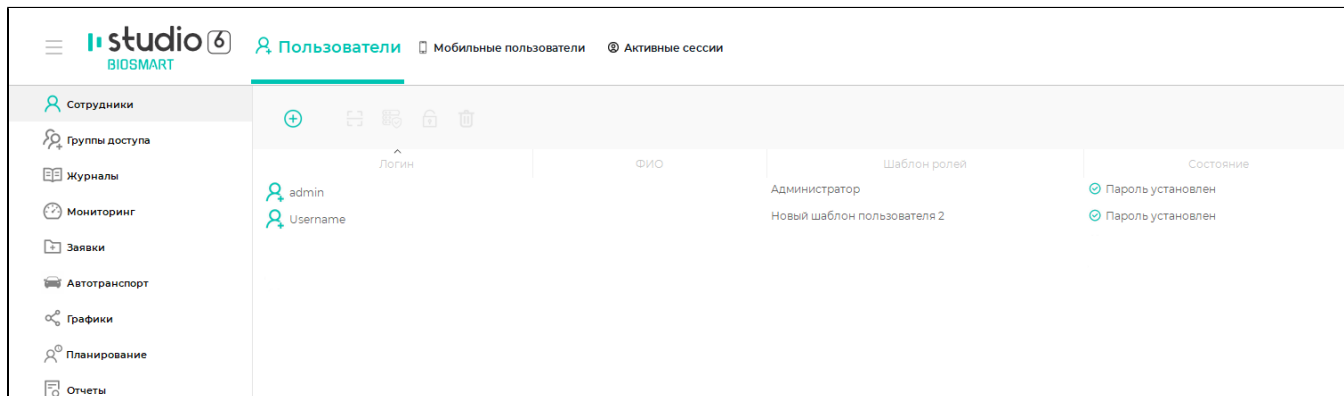 studio 6
BIOSMART
Пользователи
Мобильные пользователи
Активные сессии
Сотрудники
Группы доступа
Журналы
Мониторинг
Заявки
Автотранспорт
Графики
Планирование
Отчеты
Логин ФИО Шаблон ролей Состояние
admin Администратор Пароль установлен
Username Новый шаблон пользователя 2 Пароль установлен